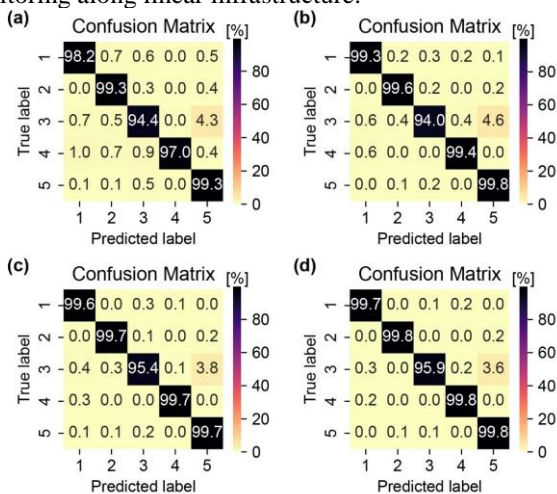 nitoring along linear infrastructure.
(a) Confusion Matrix [%]
1 98.2 0.7 0.6 0.0 0.5
2 0.0 99.3 0.3 0.0 0.4
3 0.7 0.5 94.4 0.0 4.3
4 1.0 0.7 0.9 97.0 0.4
5 0.1 0.1 0.5 0.0 99.3
1 2 3 4 5
True label
Predicted label
80
60
40
20
0
(b) Confusion Matrix [%]
1 99.3 0.2 0.3 0.2 0.1
2 0.0 99.6 0.2 0.0 0.2
3 0.6 0.4 94.0 0.4 4.6
4 0.6 0.0 0.0 99.4 0.0
5 0.0 0.1 0.2 0.0 99.8
1 2 3 4 5
True label
Predicted label
80
60
40
20
0
(c) Confusion Matrix [%]
1 99.6 0.0 0.3 0.1 0.0
2 0.0 99.7 0.1 0.0 0.2
3 0.4 0.3 95.4 0.1 3.8
4 0.3 0.0 0.0 99.7 0.0
5 0.1 0.1 0.2 0.0 99.7
1 2 3 4 5
True label
Predicted label
80
60
40
20
0
(d) Confusion Matrix [%]
1 99.7 0.0 0.1 0.2 0.0
2 0.0 99.8 0.0 0.0 0.2
3 0.3 0.0 95.9 0.2 3.6
4 0.2 0.0 0.0 99.8 0.0
5 0.0 0.1 0.1 0.0 99.8
1 2 3 4 5
True label
Predicted label
80
60
40
20
0